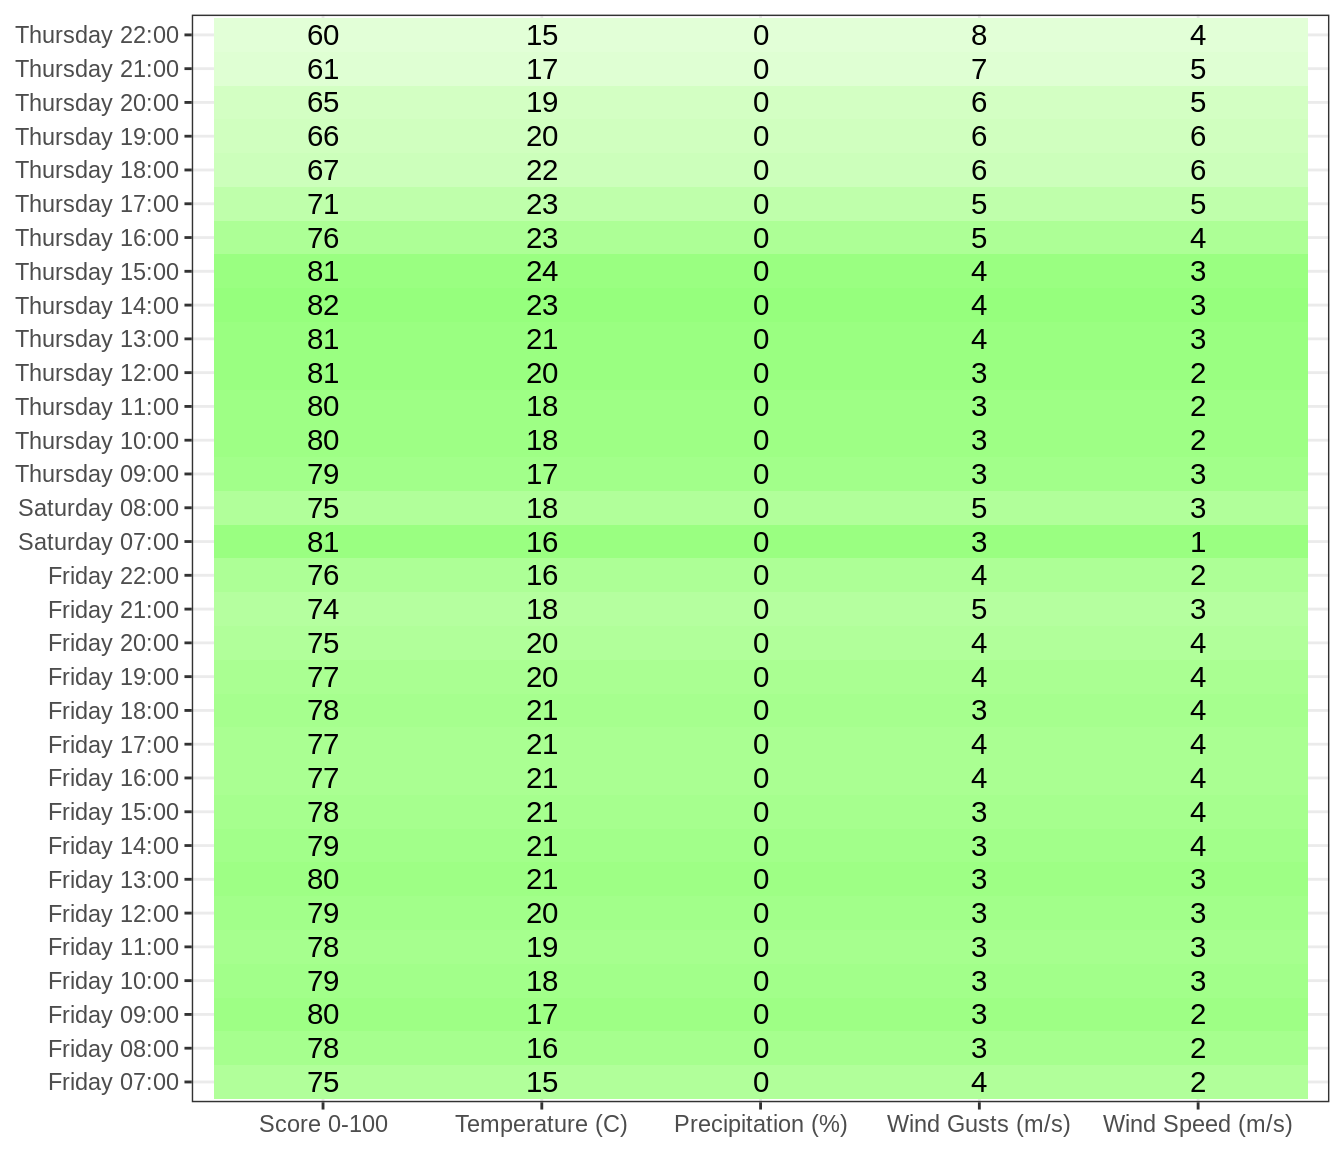 Thursday 22:00 60 15 0 8 4
Thursday 21:00 61 17 0 7 5
Thursday 20:00 65 19 0 6 5
Thursday 19:00 66 20 0 6 6
Thursday 18:00 67 22 0 6 6
Thursday 17:00 71 23 0 5 5
Thursday 16:00 76 23 0 5 4
Thursday 15:00 81 24 0 4 3
Thursday 14:00 82 23 0 4 3
Thursday 13:00 81 21 0 4 3
Thursday 12:00 81 20 0 3 2
Thursday 11:00 80 18 0 3 2
Thursday 10:00 80 18 0 3 2
Thursday 09:00 79 17 0 3 3
Saturday 08:00 75 18 0 5 3
Saturday 07:00 81 16 0 3 1
Friday 22:00 76 16 0 4 2
Friday 21:00 74 18 0 5 3
Friday 20:00 75 20 0 4 4
Friday 19:00 77 20 0 4 4
Friday 18:00 78 21 0 3 4
Friday 17:00 77 21 0 4 4
Friday 16:00 77 21 0 4 4
Friday 15:00 78 21 0 3 4
Friday 14:00 79 21 0 3 4
Friday 13:00 80 21 0 3 3
Friday 12:00 79 20 0 3 3
Friday 11:00 78 19 0 3 3
Friday 10:00 79 18 0 3 3
Friday 09:00 80 17 0 3 2
Friday 08:00 78 16 0 3 2
Friday 07:00 75 15 0 4 2
Score 0-100 Temperature (C) Precipitation (%) Wind Gusts (m/s) Wind Speed (m/s)